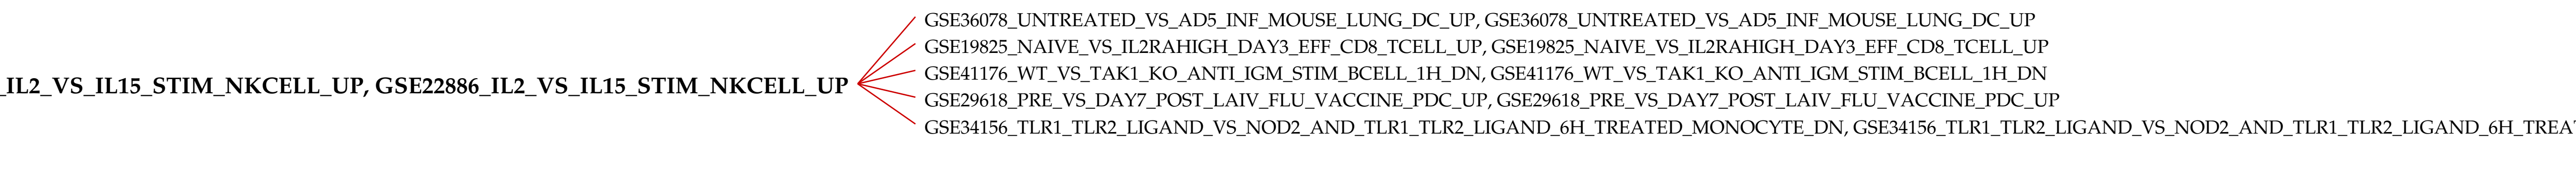 _IL2_VS_IL15_STIM_NKCELL_UP, GSE22886_IL2_VS_IL15_STIM_NKCELL_UP
GSE36078_UNTREATED_VS_AD5_INF_MOUSE_LUNG_DC_UP, GSE36078_UNTREATED_VS_AD5_INF_MOUSE_LUNG_DC_UP
GSE19825_NAIVE_VS_IL2RAHIGH_DAY3_EFF_CD8_TCELL_UP, GSE19825_NAIVE_VS_IL2RAHIGH_DAY3_EFF_CD8_TCELL_UP
GSE41176_WT_VS_TAK1_KO_ANTI_IGM_STIM_BCELL_1H_DN, GSE41176_WT_VS_TAK1_KO_ANTI_IGM_STIM_BCELL_1H_DN
GSE29618_PRE_VS_DAY7_POST_LAIV_FLU_VACCINE_PDC_UP, GSE29618_PRE_VS_DAY7_POST_LAIV_FLU_VACCINE_PDC_UP
GSE34156_TLR1_TLR2_LIGAND_VS_NOD2_AND_TLR1_TLR2_LIGAND_6H_TREATED_MONOCYTE_DN, GSE34156_TLR1_TLR2_LIGAND_VS_NOD2_AND_TLR1_TLR2_LIGAND_6H_TREA